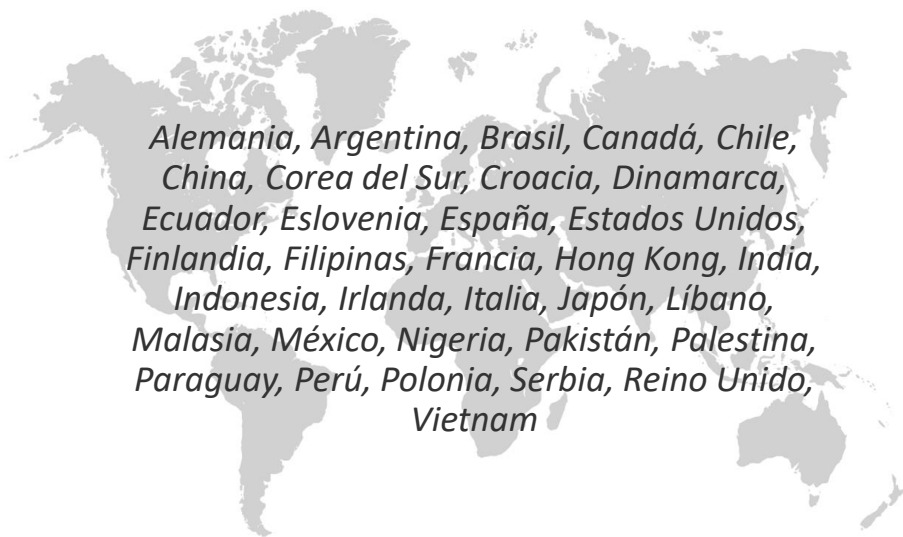 Alemania, Argentina, Brasil, Canadá, Chile,
China, Corea del Sur, Croacia, Dinamarca,
Ecuador, Eslovenia, España, Estados Unidos,
Finlandia, Filipinas, Francia, Hong Kong, India,
Indonesia, Irlanda, Italia, Japón, Líbano,
Malasia, México, Nigeria, Pakistán, Palestina,
Paraguay, Perú, Polonia, Serbia, Reino Unido,
Vietnam